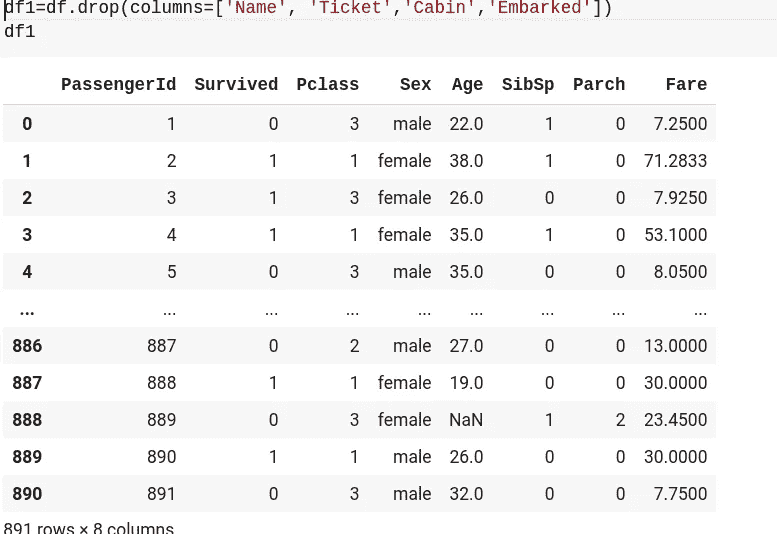 df1=df.drop(columns=['Name', 'Ticket','Cabin','Embarked'])
df1
PassengerId Survived Pclass Sex Age SibSp Parch Fare
0 1 0 3 male 22.0 1 0 7.2500
1 2 1 1 female 38.0 1 0 71.2833
2 3 1 3 female 26.0 0 0 7.9250
3 4 1 1 female 35.0 1 0 53.1000
4 5 0 3 male 35.0 0 0 8.0500
... ... ... ... ... ... ... ... ...
886 887 0 2 male 27.0 0 0 13.0000
887 888 1 1 female 19.0 0 0 30.0000
888 889 0 3 female NaN 1 2 23.4500
889 890 1 1 male 26.0 0 0 30.0000
890 891 0 3 male 32.0 0 0 7.7500
891 rows × 8 columns